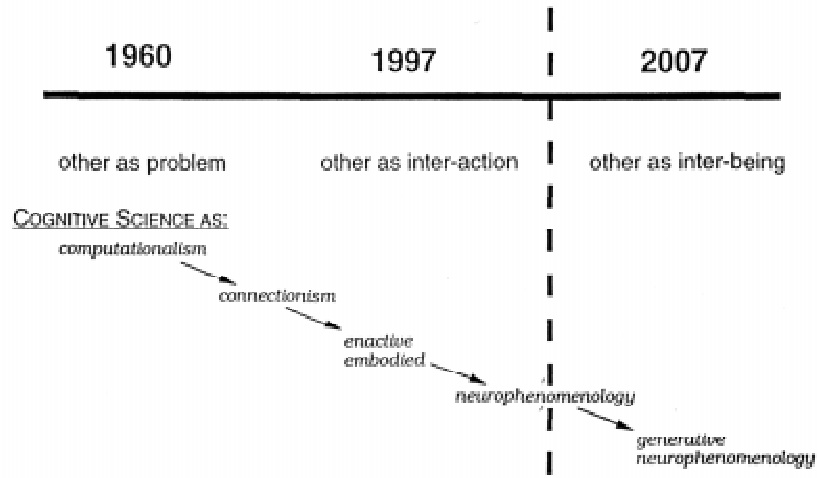 1960 1997 2007
other as problem other as inter-action other as inter-being
COGNITIVE SCIENCE AS:
computationalism
connectionism
enactive
embodied
neurophenomenology
generative
neurophenomenology